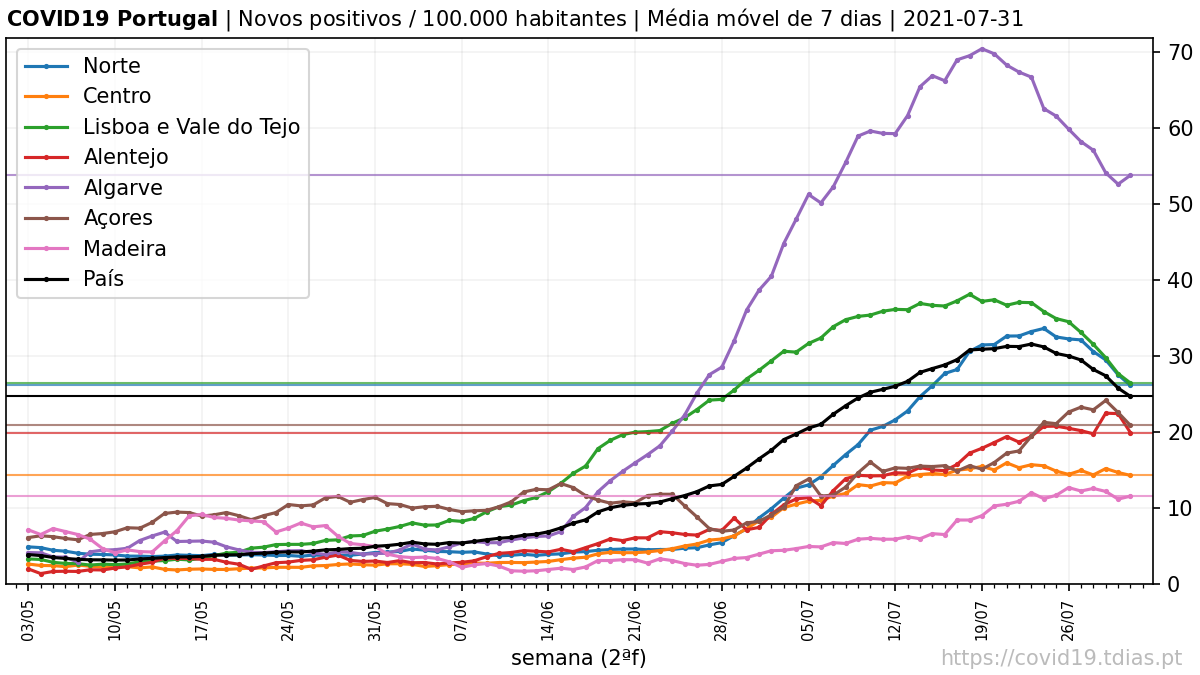 COVID19 Portugal | Novos positivos / 100.000 habitantes | Média móvel de 7 dias | 2021-07-31
Norte
Centro
Lisboa e Vale do Tejo
Alentejo
Algarve
Açores
Madeira
País
70
60
50
40
30
20
10
0
03/05 10/05 17/05 24/05 31/05 07/06 14/06 21/06 28/06 05/07 12/07 19/07 26/07
semana (2ªf)
https://covid19.tdias.pt